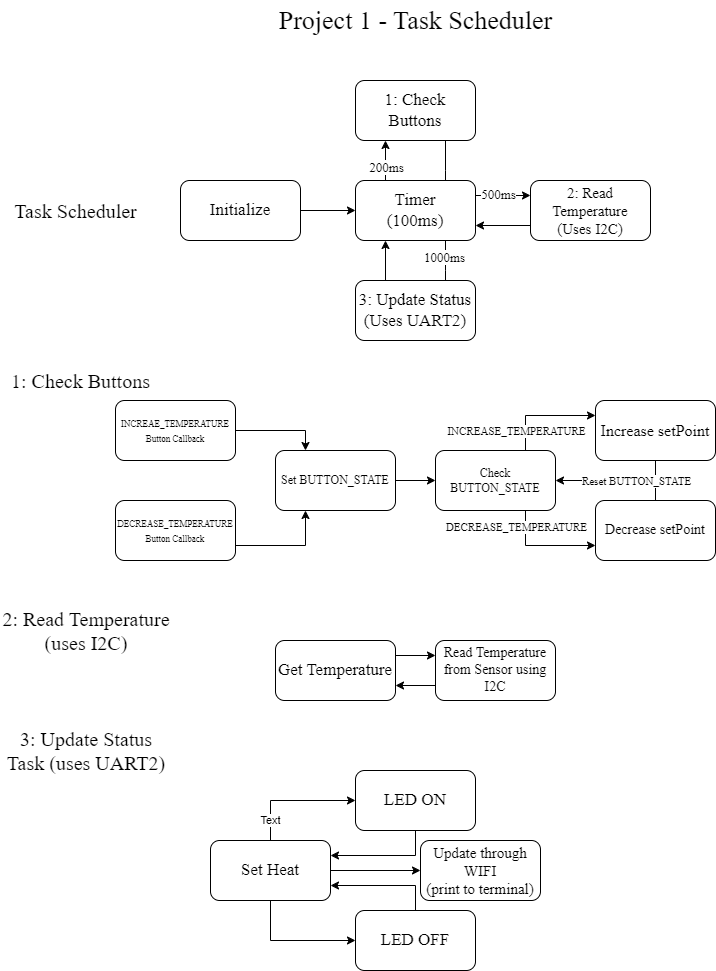 Project 1 - Task Scheduler
1: Check
Buttons
200ms
Task Scheduler
Initialize
Timer
(100ms)
500ms
2: Read
Temperature
(Uses I2C)
1000ms
3: Update Status
(Uses UART2)
1: Check Buttons
INCREAE_TEMPERATURE
Button Callback
INCREASE_TEMPERATURE
Increase setPoint
Set BUTTON_STATE
Check
BUTTON_STATE
Reset BUTTON_STATE
DECREASE_TEMPERATURE
Button Callback
DECREASE_TEMPERATURE
Decrease setPoint
2: Read Temperature
(uses I2C)
Get Temperature
Read Temperature
from Sensor using
I2C
3: Update Status
Task (uses UART2)
LED ON
Text
Set Heat
Update through
WIFI
(print to terminal)
LED OFF